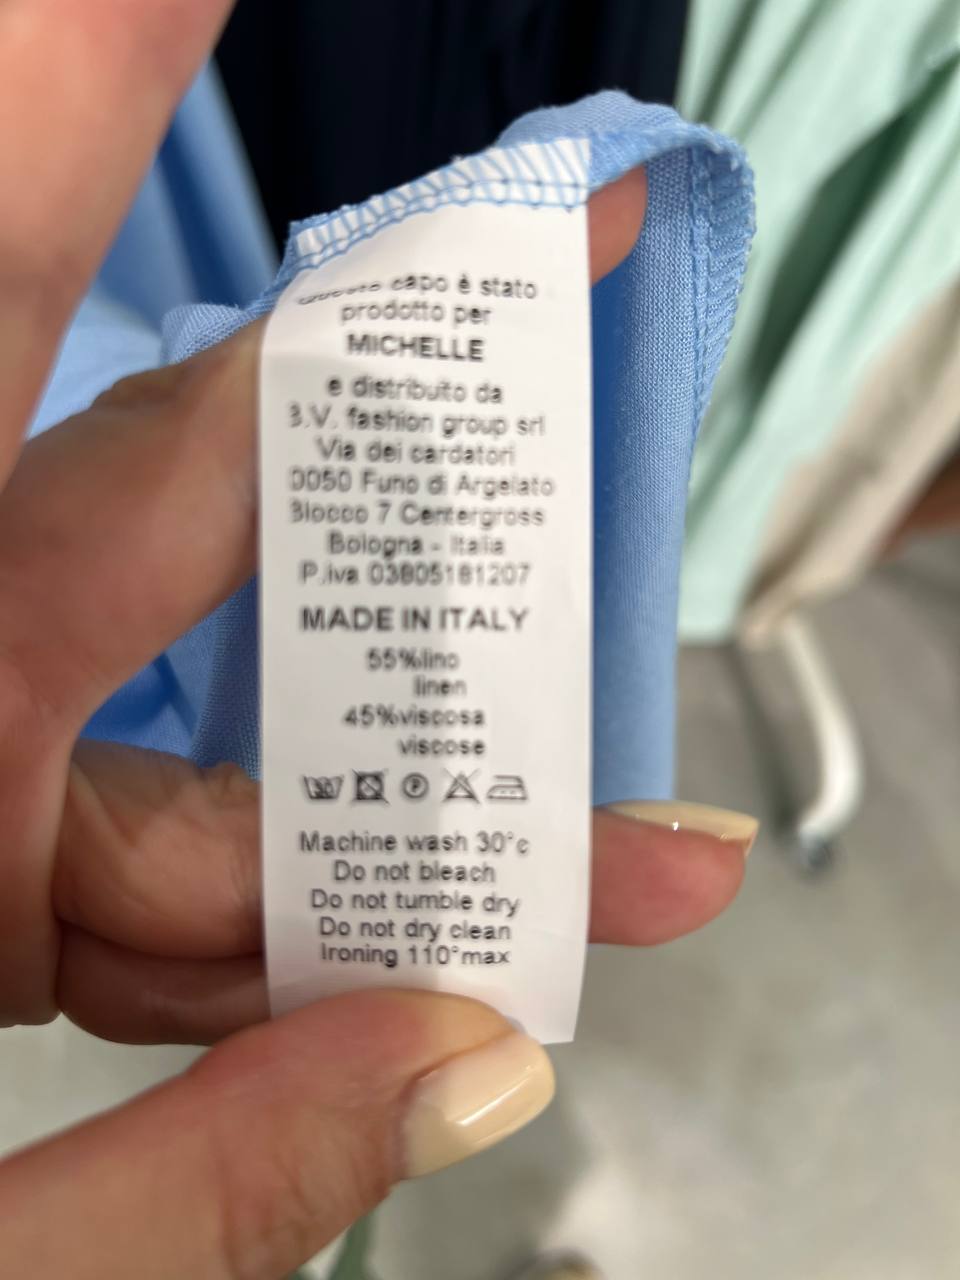 capo è stato
prodotto per
MICHELLE
e distribuito da
B.V. fashion group srl
Via dei cardatori
0050 Funo di Argelato
Blocco 7 Centergross
Bologna - Italia
P.iva 03805181207
MADE IN ITALY
55%lino
linen
45%viscosa
viscose
30 P
Machine wash 30°c
Do not bleach
Do not tumble dry
Do not dry clean
Ironing 110°max